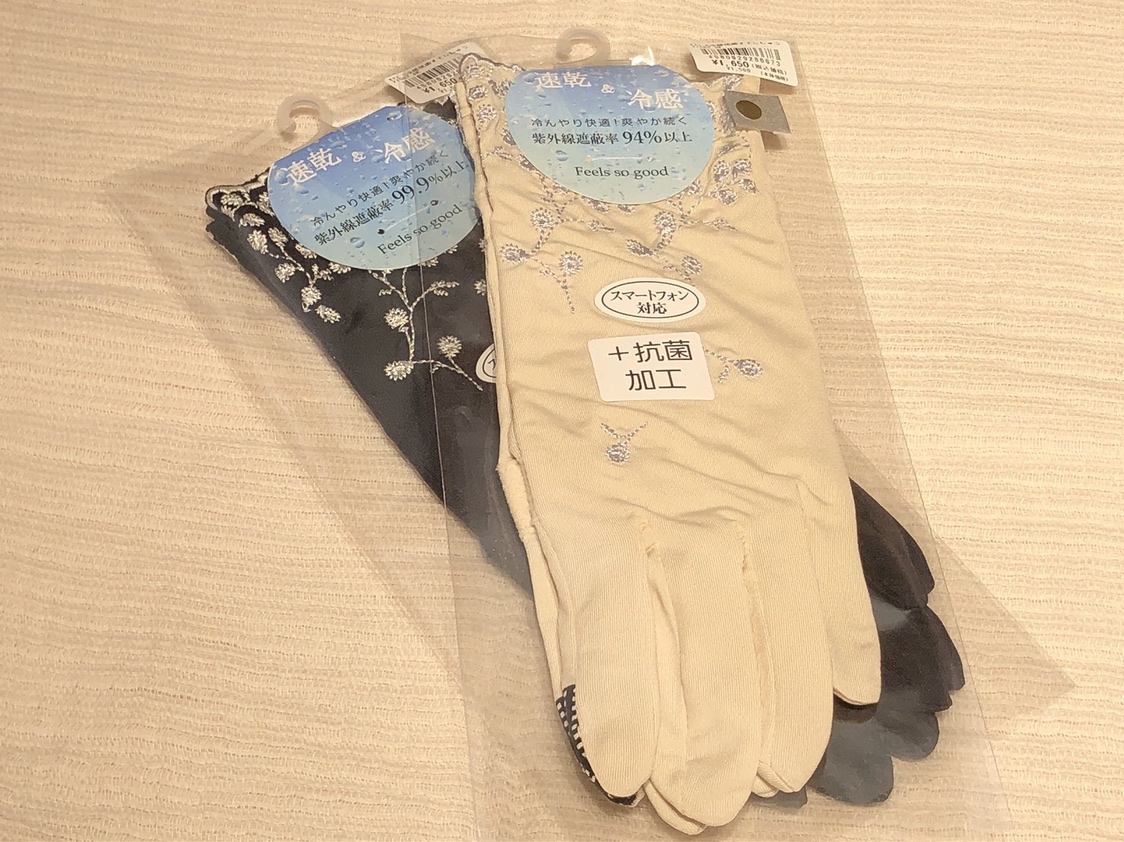 速乾 & 冷感
冷んやり快適!爽やか続く
紫外線遮蔽率99.9%以上
Feels so good
¥1,650
速乾 & 冷感
冷んやり快適!爽やか続く
紫外線遮蔽率94%以上
Feels so good
¥1,650
スマートフォン
対応
+抗菌
加工